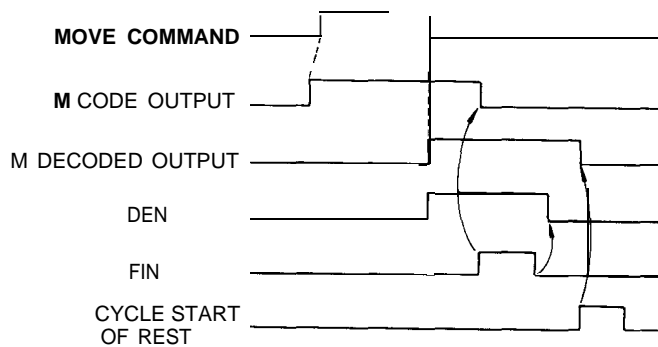 MOVE COMMAND
M CODE OUTPUT
M DECODED OUTPUT
DEN
FIN
CYCLE START
OF REST